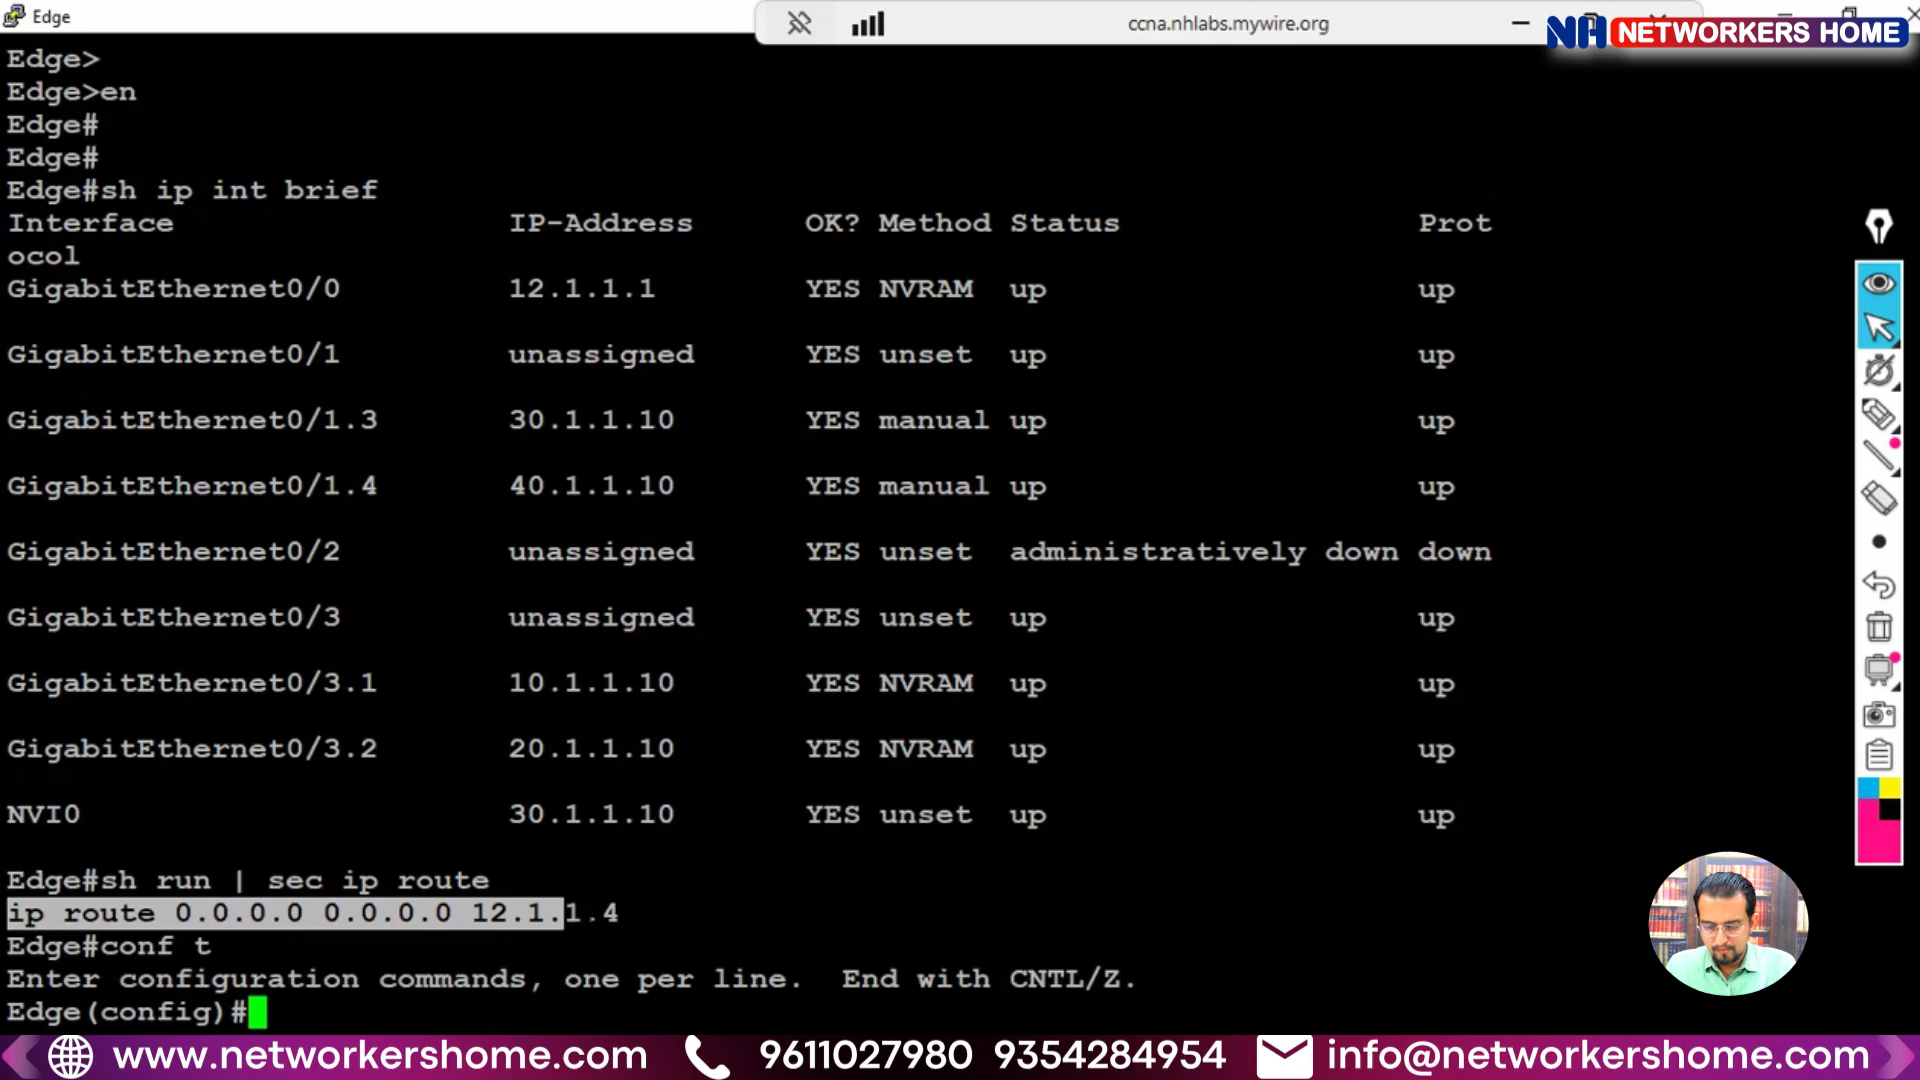 Edge
ccna.nhlabs.mywire.org
NH NETWORKERS HOME
Edge>
Edge>en
Edge#
Edge#
Edge#sh ip int brief
Interface IP-Address OK? Method Status Prot
ocol
GigabitEthernet0/0 12.1.1.1 YES NVRAM up up
GigabitEthernet0/1 unassigned YES unset up up
GigabitEthernet0/1.3 30.1.1.10 YES manual up up
GigabitEthernet0/1.4 40.1.1.10 YES manual up up
GigabitEthernet0/2 unassigned YES unset administratively down down
GigabitEthernet0/3 unassigned YES unset up up
GigabitEthernet0/3.1 10.1.1.10 YES NVRAM up up
GigabitEthernet0/3.2 20.1.1.10 YES NVRAM up up
NVI0 30.1.1.10 YES unset up up
Edge#sh run | sec ip route
ip route 0.0.0.0 0.0.0.0 12.1.1.4
Edge#conf t
Enter configuration commands, one per line. End with CNTL/Z.
Edge(config)#
www.networkershome.com 9611027980 9354284954 info@networkershome.com